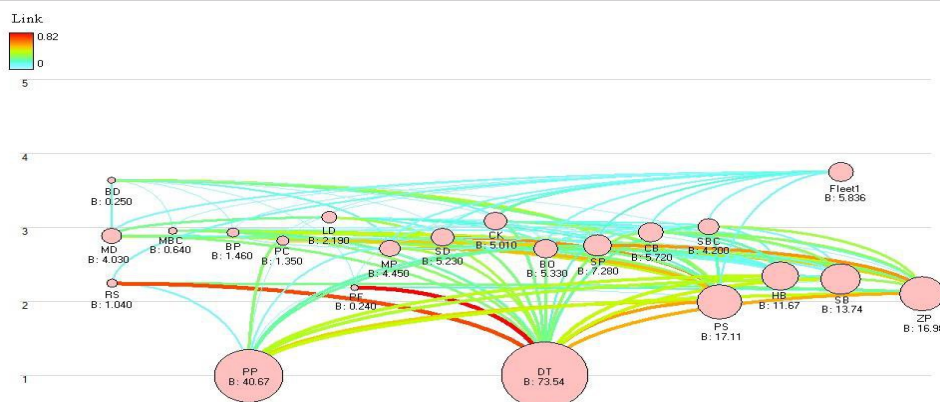 Link
0.82
0
5
4
3
2
1
BD
B: 0.250
Fleet1
B: 5.836
MD
B: 4.030
MBC
B: 0.640
BP
B: 1.460
PC
B: 1.350
LD
B: 2.190
MP
B: 4.450
SD
B: 5.230
CK
B: 5.010
BO
B: 5.330
SP
B: 7.280
CB
B: 5.720
SBC
B: 4.200
RS
B: 1.040
B: 0.240
PS
B: 17.11
HB
B: 11.67
SB
B: 13.74
ZP
B: 16.98
PP
B: 40.67
DT
B: 73.54